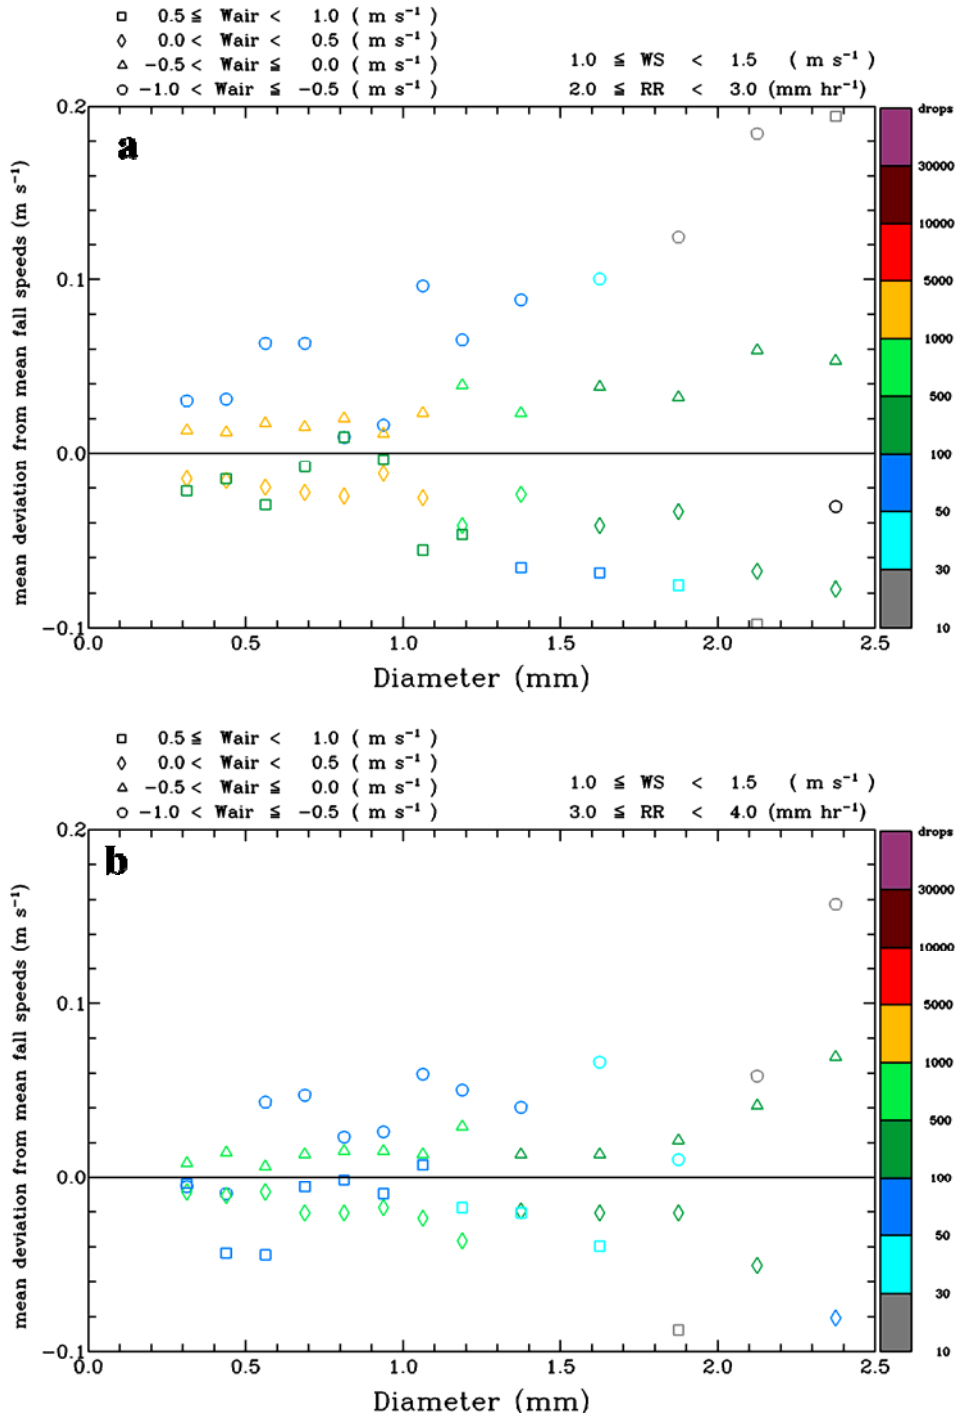 0.5 ≦ Wair < 1.0 ( m s⁻¹ )
0.0 < Wair < 0.5 ( m s⁻¹ )
−0.5 < Wair ≦ 0.0 ( m s⁻¹ )
−1.0 < Wair ≦ −0.5 ( m s⁻¹ )
1.0 ≦ WS < 1.5 ( m s⁻¹ )
2.0 ≦ RR < 3.0 (mm hr⁻¹)
a
mean deviation from mean fall speeds (m s⁻¹)
0.2
0.1
0.0
−0.1
0.0 0.5 1.0 1.5 2.0 2.5
Diameter (mm)
drops
30000
10000
5000
1000
500
100
50
30
10
0.5 ≦ Wair < 1.0 ( m s⁻¹ )
0.0 < Wair < 0.5 ( m s⁻¹ )
−0.5 < Wair ≦ 0.0 ( m s⁻¹ )
−1.0 < Wair ≦ −0.5 ( m s⁻¹ )
1.0 ≦ WS < 1.5 ( m s⁻¹ )
3.0 ≦ RR < 4.0 (mm hr⁻¹)
b
mean deviation from mean fall speeds (m s⁻¹)
0.2
0.1
0.0
−0.1
0.0 0.5 1.0 1.5 2.0 2.5
Diameter (mm)
drops
30000
10000
5000
1000
500
100
50
30
10